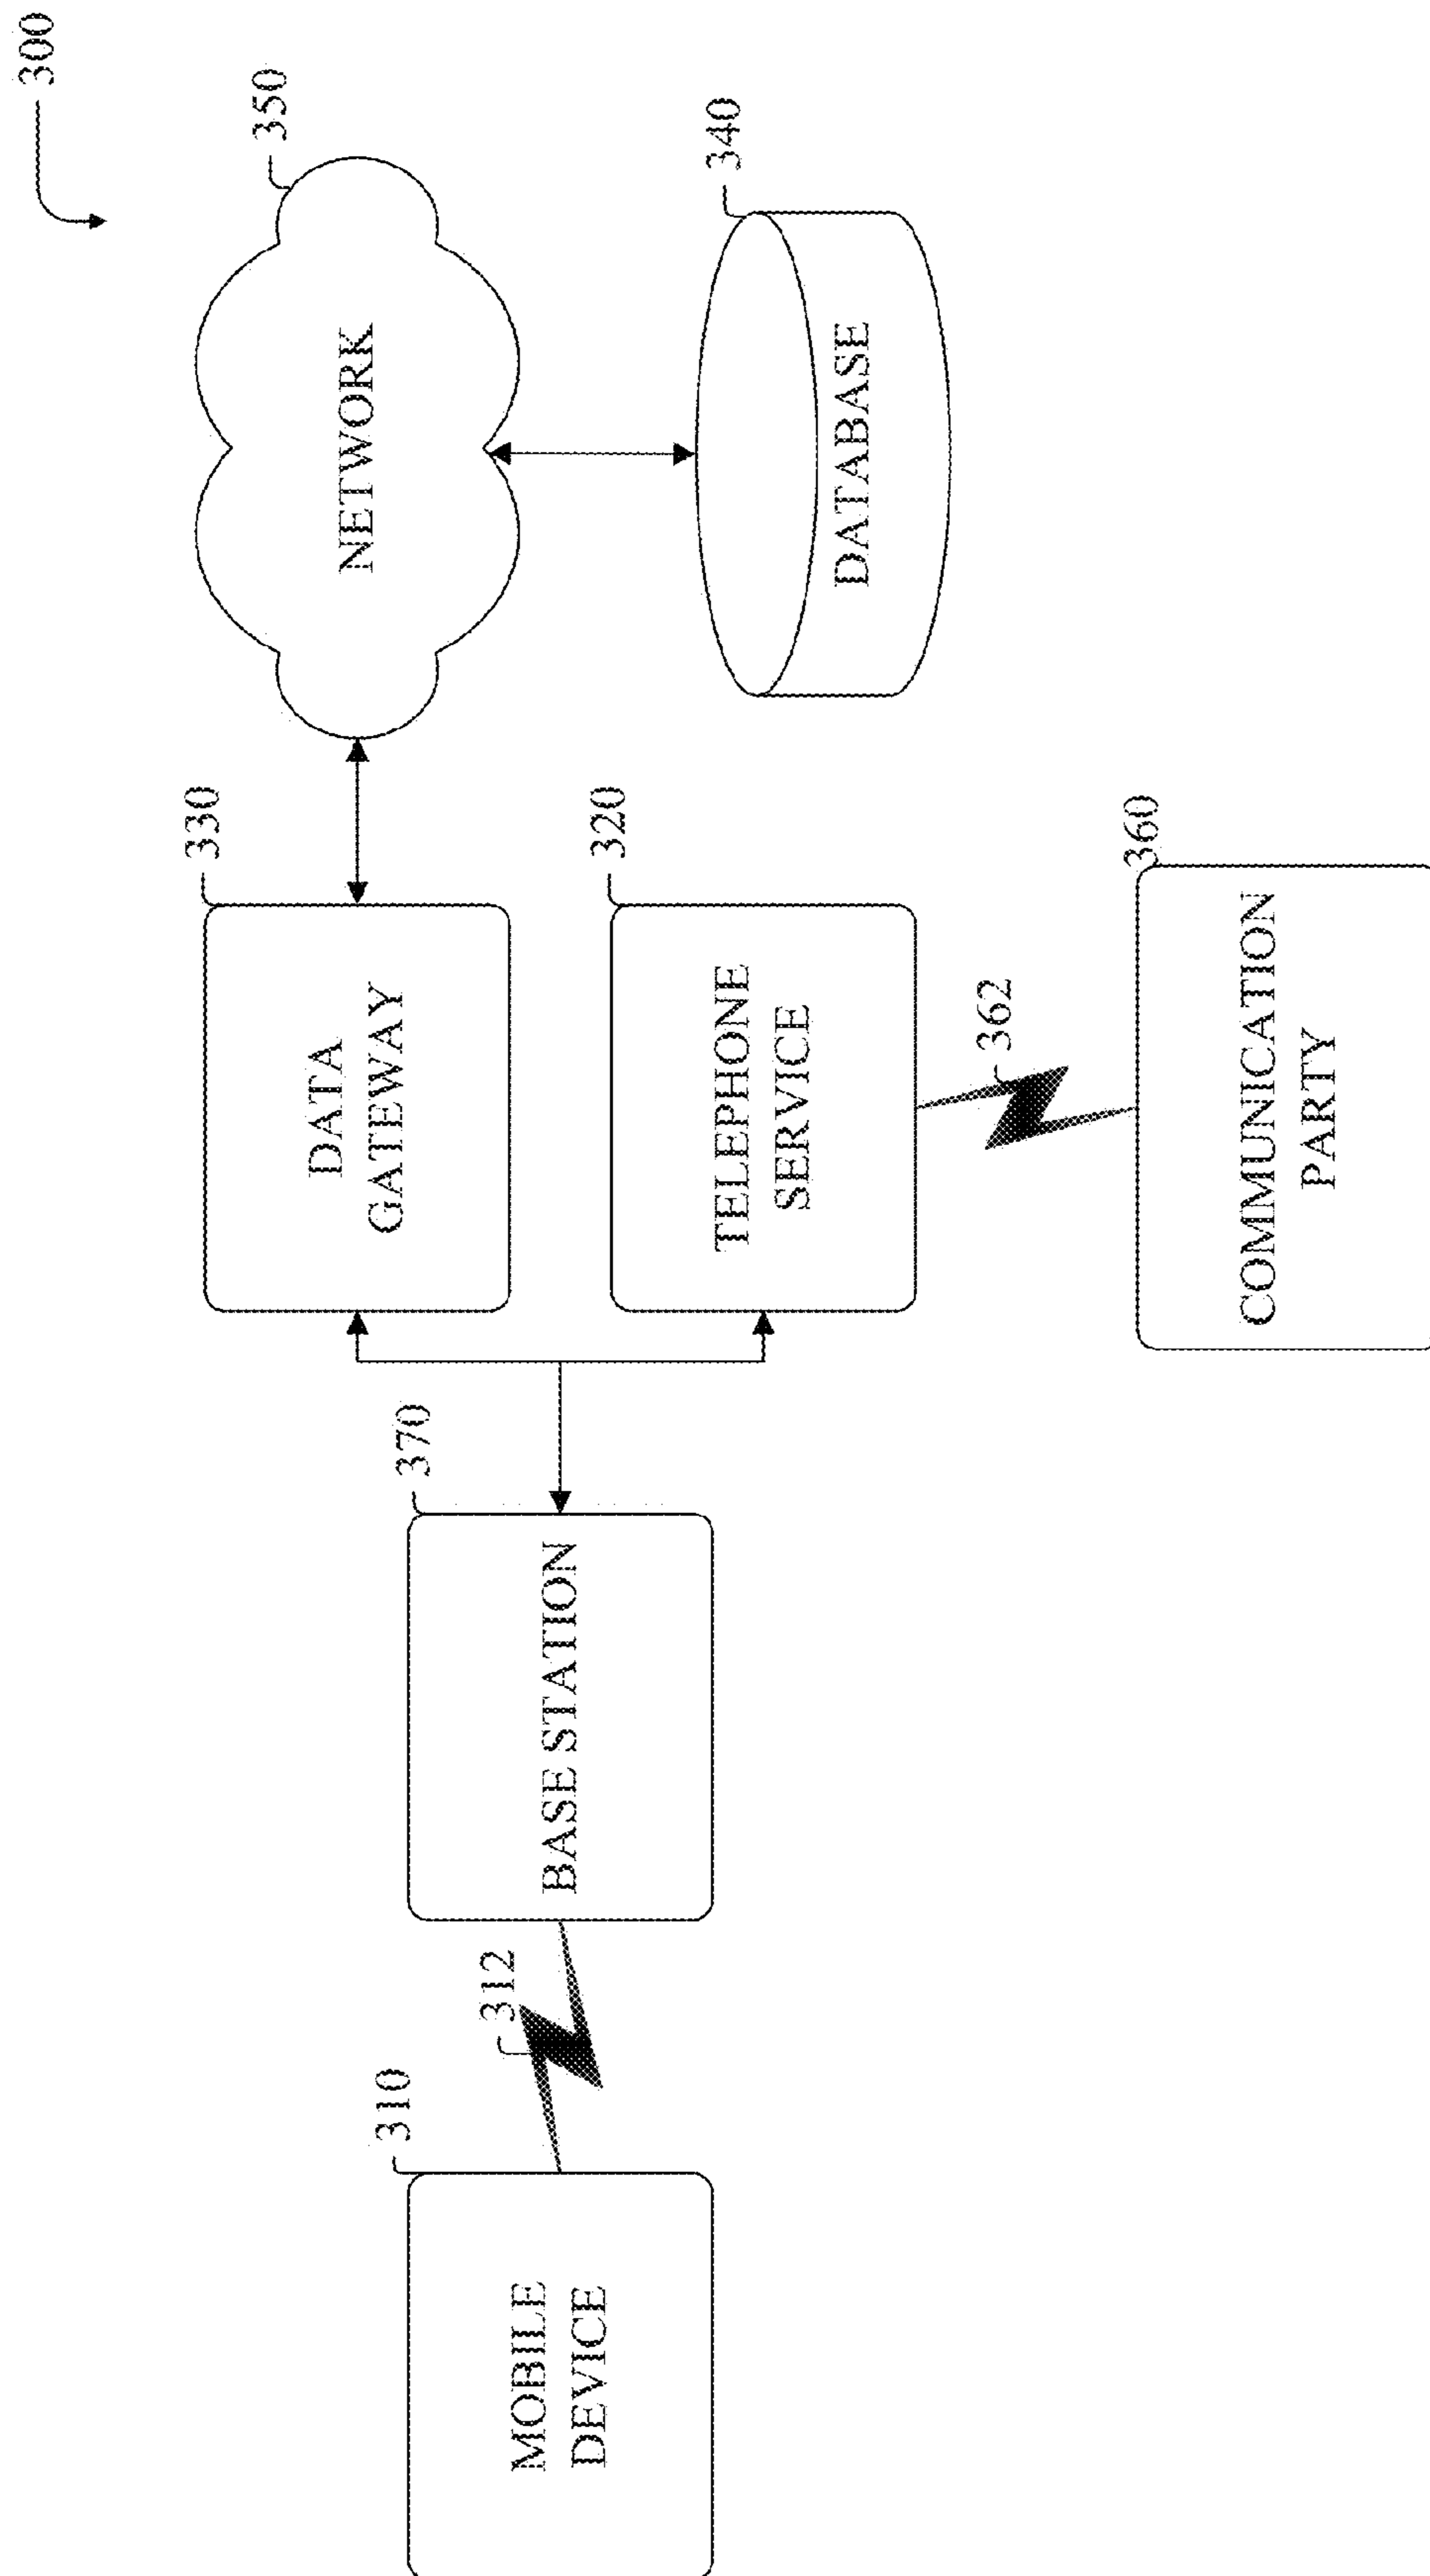 300
350
NETWORK
340
DATABASE
330
DATA
GATEWAY
320
TELEPHONE
SERVICE
362
360
COMMUNICATION
PARTY
370
BASE STATION
312
310
MOBILE
DEVICE